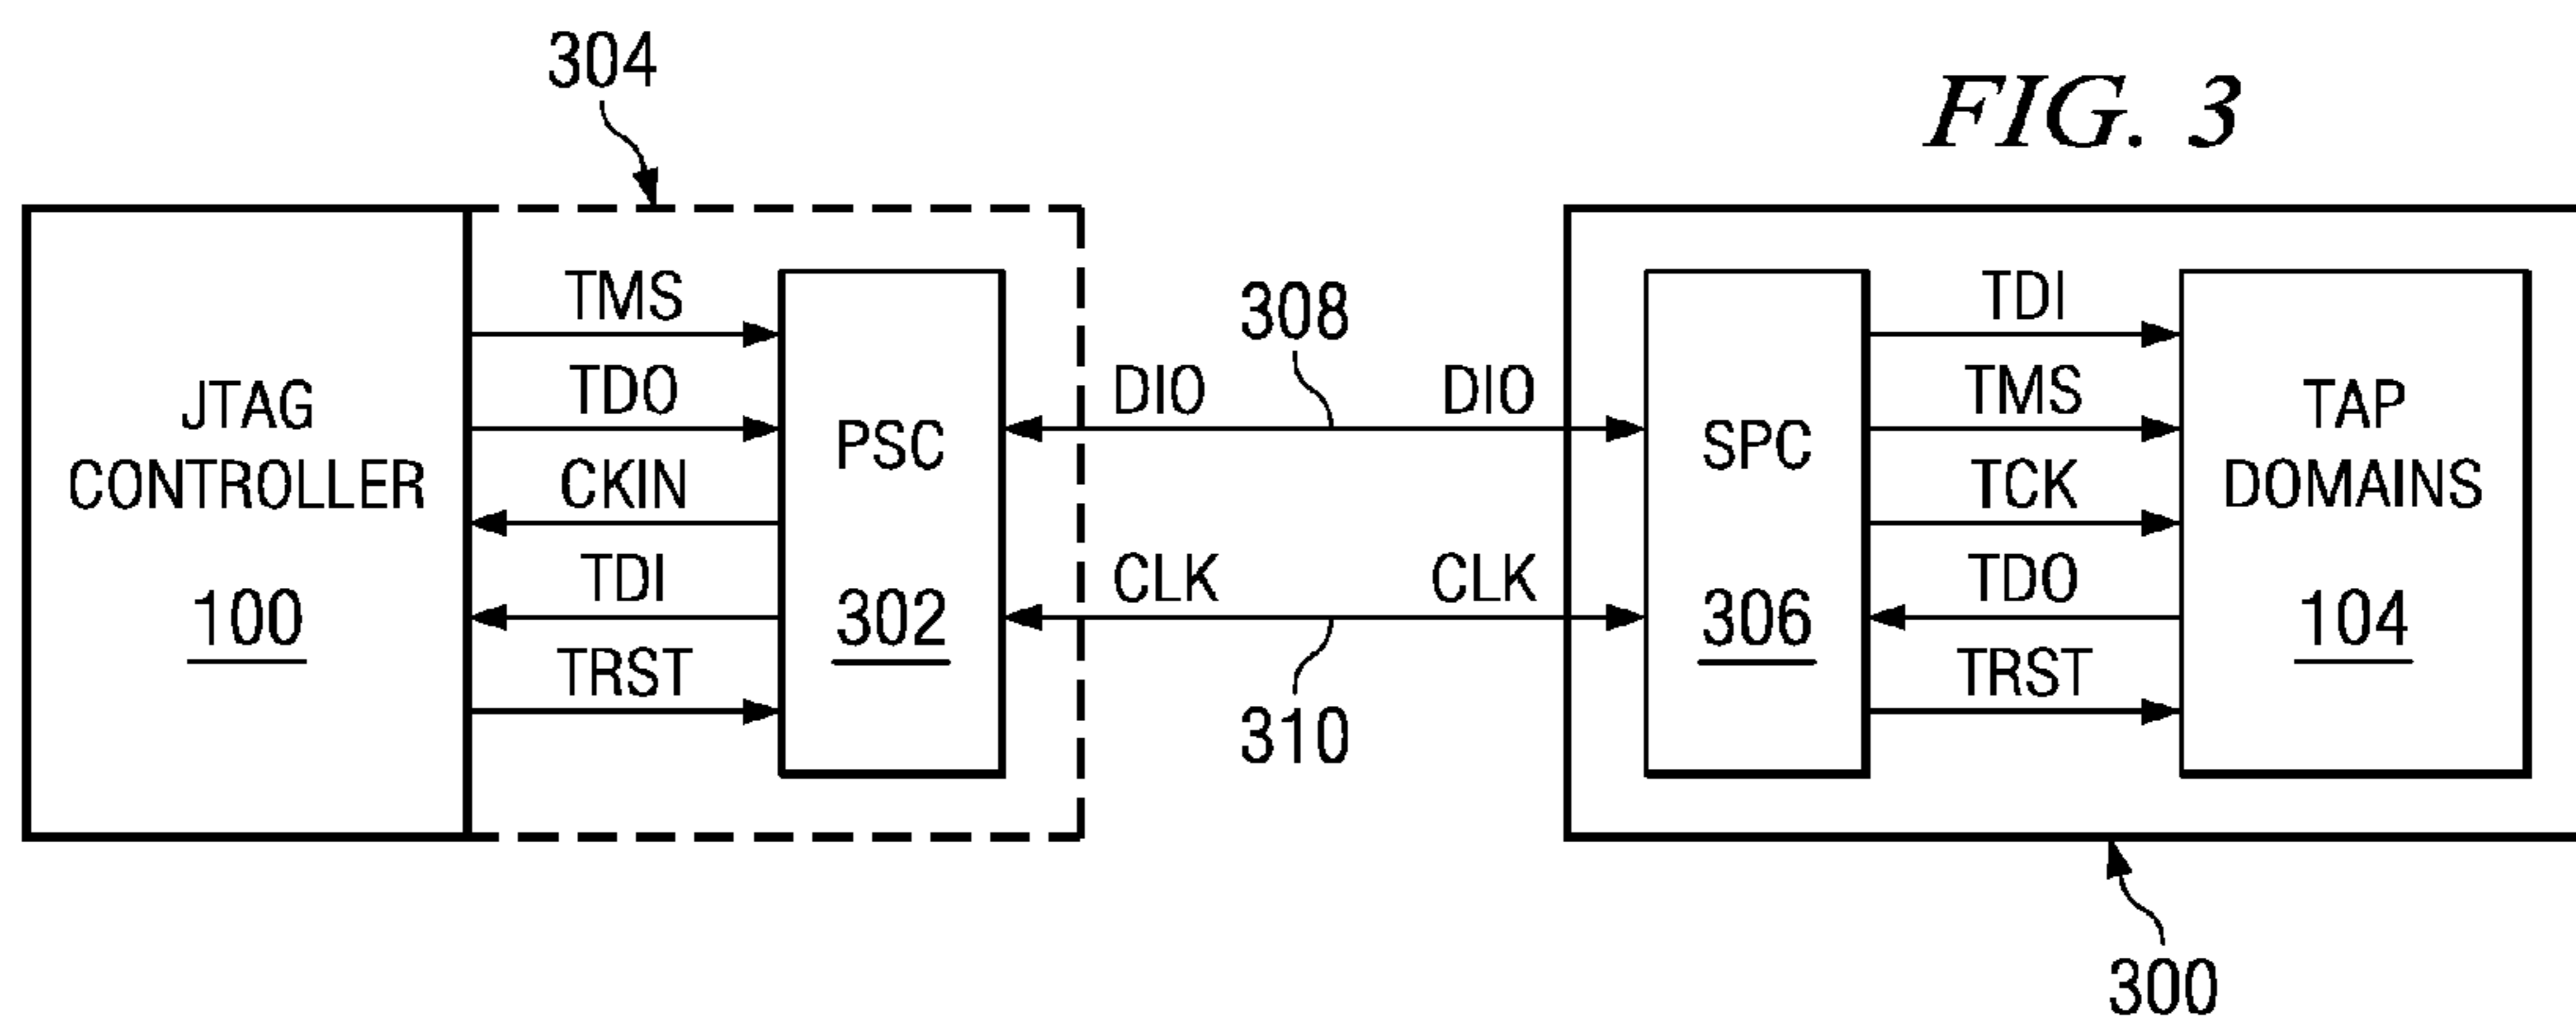 304
FIG. 3
JTAG
CONTROLLER
100
TMS
TDO
CKIN
TDI
TRST
PSC
302
308
DIO DIO
CLK CLK
310
SPC
306
TDI
TMS
TCK
TDO
TRST
TAP
DOMAINS
104
300